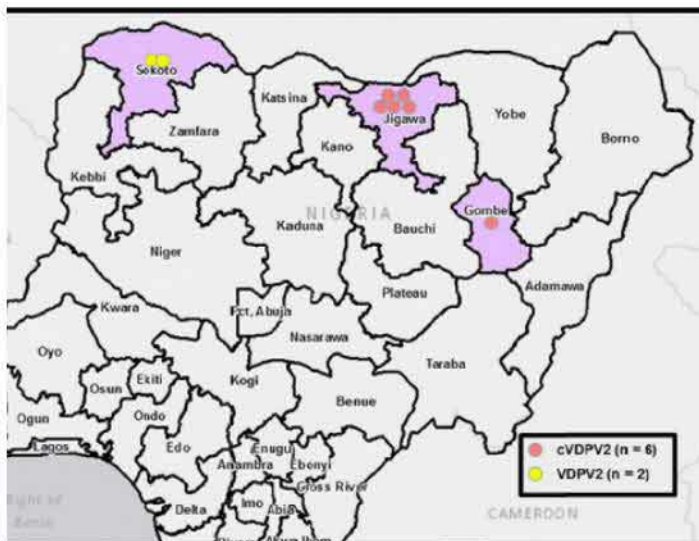 Sokoto
Katsina
Jigawa
Yobe
Borno
Zamfara
Kano
Kebbi
Gombe
NIGERIA
Kaduna
Bauchi
Niger
Adamawa
Plateau
Kwara
Fct, Abuja
Nasarawa
Oyo
Taraba
Ekiti
Kogi
Osun
Benue
Ondo
Ogun
Edo
Enugu
Lagos
Anambra
Ebonyi
cVDPV2 (n = 6)
VDPV2 (n = 2)
Cross River
Imo
Abia
Delta
CAMEROON